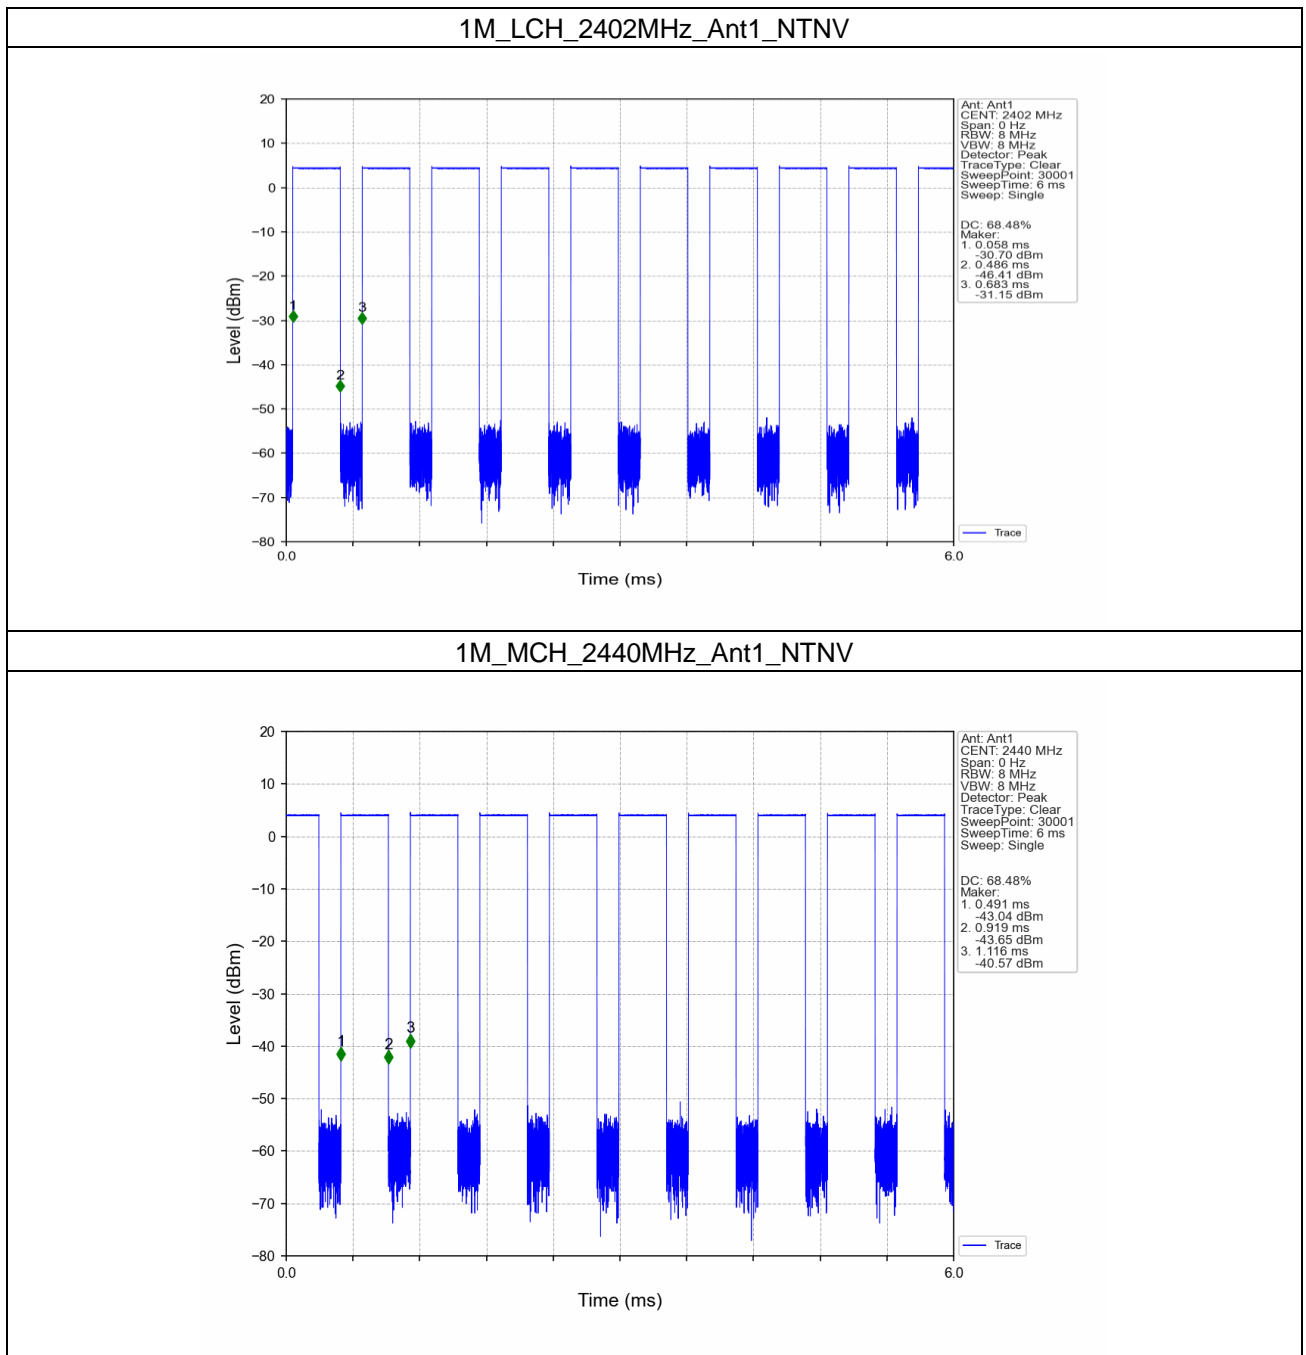 1M_LCH_2402MHz_Ant1_NTNV
20
10
0
−10
−20
−30
−40
−50
−60
−70
−80
Level (dBm)
1
2
3
0.0
6.0
Time (ms)
Ant: Ant1
CENT: 2402 MHz
Span: 0 Hz
RBW: 8 MHz
VBW: 8 MHz
Detector: Peak
TraceType: Clear
SweepPoint: 30001
SweepTime: 6 ms
Sweep: Single
DC: 68.48%
Maker:
1. 0.058 ms
-30.70 dBm
2. 0.486 ms
-46.41 dBm
3. 0.683 ms
-31.15 dBm
Trace
1M_MCH_2440MHz_Ant1_NTNV
20
10
0
−10
−20
−30
−40
−50
−60
−70
−80
Level (dBm)
1
2
3
0.0
6.0
Time (ms)
Ant: Ant1
CENT: 2440 MHz
Span: 0 Hz
RBW: 8 MHz
VBW: 8 MHz
Detector: Peak
TraceType: Clear
SweepPoint: 30001
SweepTime: 6 ms
Sweep: Single
DC: 68.48%
Maker:
1. 0.491 ms
-43.04 dBm
2. 0.919 ms
-43.65 dBm
3. 1.116 ms
-40.57 dBm
Trace